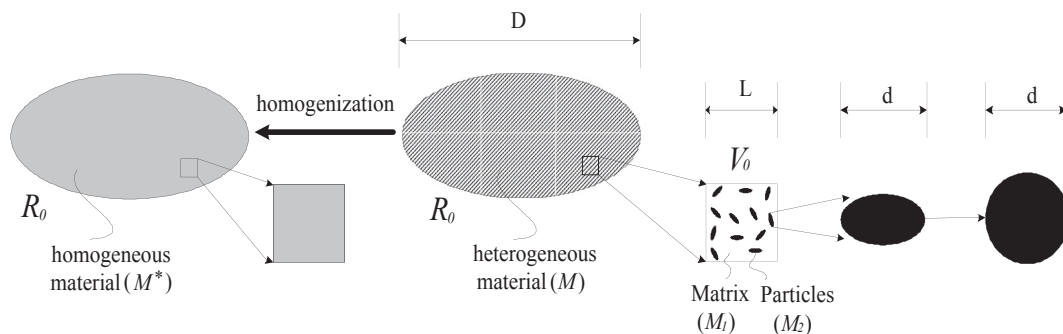 D
homogenization
L
d
d
V₀
R₀
R₀
homogeneous
material (M*)
heterogeneous
material (M)
Matrix
(M₁)
Particles
(M₂)